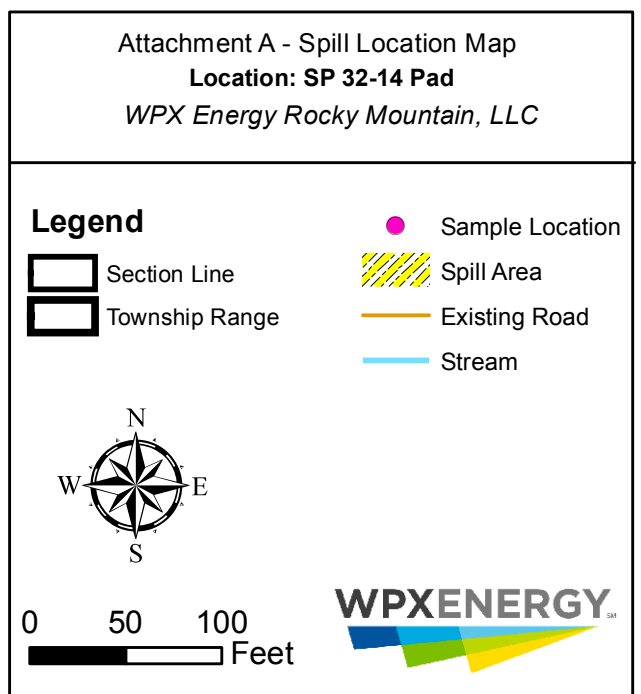 Attachment A - Spill Location Map
Location: SP 32-14 Pad
WPX Energy Rocky Mountain, LLC
Legend
Section Line
Township Range
Sample Location
Spill Area
Existing Road
Stream
N
W E
S
0 50 100
Feet
WPXENERGY SM